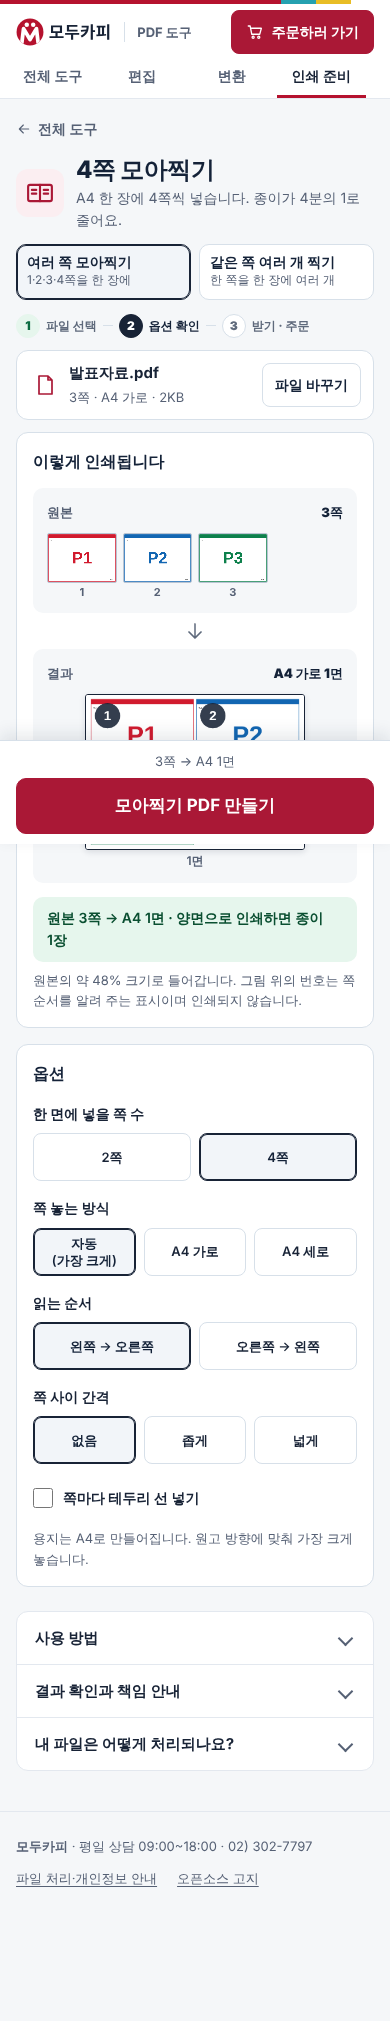 모두카피
PDF 도구
주문하러 가기
전체 도구 편집 변환 인쇄 준비
← 전체 도구
4쪽 모아찍기
A4 한 장에 4쪽씩 넣습니다. 종이가 4분의 1로
줄어요.
여러 쪽 모아찍기
1·2·3·4쪽을 한 장에
같은 쪽 여러 개 찍기
한 쪽을 한 장에 여러 개
1 파일 선택 2 옵션 확인 3 받기 · 주문
발표자료.pdf
3쪽 · A4 가로 · 2KB
파일 바꾸기
이렇게 인쇄됩니다
원본 3쪽
P1 P2 P3
1 2 3
↓
결과 A4 가로 1면
1 2
P1 P2
3쪽 → A4 1면
모아찍기 PDF 만들기
1면
원본 3쪽 → A4 1면 · 양면으로 인쇄하면 종이
1장
원본의 약 48% 크기로 들어갑니다. 그림 위의 번호는 쪽
순서를 알려 주는 표시이며 인쇄되지 않습니다.
옵션
한 면에 넣을 쪽 수
2쪽 4쪽
쪽 놓는 방식
자동
(가장 크게)
A4 가로 A4 세로
읽는 순서
왼쪽 → 오른쪽 오른쪽 → 왼쪽
쪽 사이 간격
없음 좁게 넓게
쪽마다 테두리 선 넣기
용지는 A4로 만들어집니다. 원고 방향에 맞춰 가장 크게
놓습니다.
사용 방법
결과 확인과 책임 안내
내 파일은 어떻게 처리되나요?
모두카피 · 평일 상담 09:00~18:00 · 02) 302-7797
파일 처리·개인정보 안내 오픈소스 고지